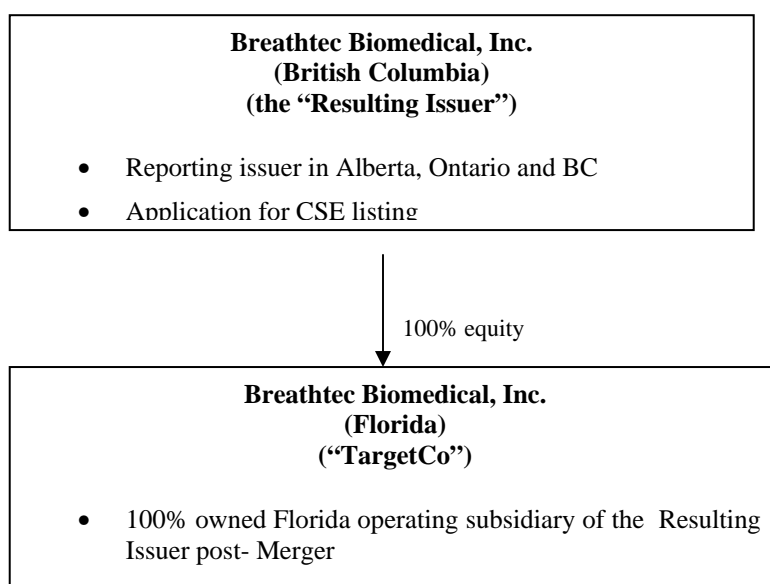 Breathtec Biomedical, Inc.
(British Columbia)
(the “Resulting Issuer”)
• Reporting issuer in Alberta, Ontario and BC
• Application for CSE listing
100% equity
Breathtec Biomedical, Inc.
(Florida)
(“TargetCo”)
• 100% owned Florida operating subsidiary of the Resulting
Issuer post- Merger